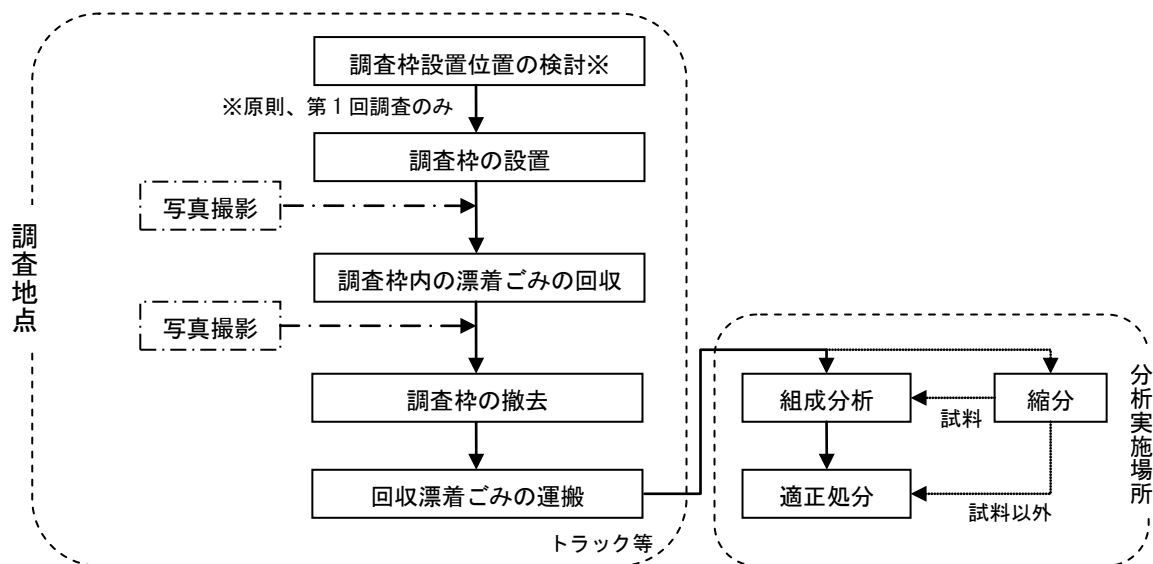 調査枠設置位置の検討※
※原則、第1回調査のみ
調査枠の設置
写真撮影
調査地点
調査枠内の漂着ごみの回収
写真撮影
調査枠の撤去
組成分析
試料
縮分
分析実施場所
回収漂着ごみの運搬
適正処分
試料以外
トラック等